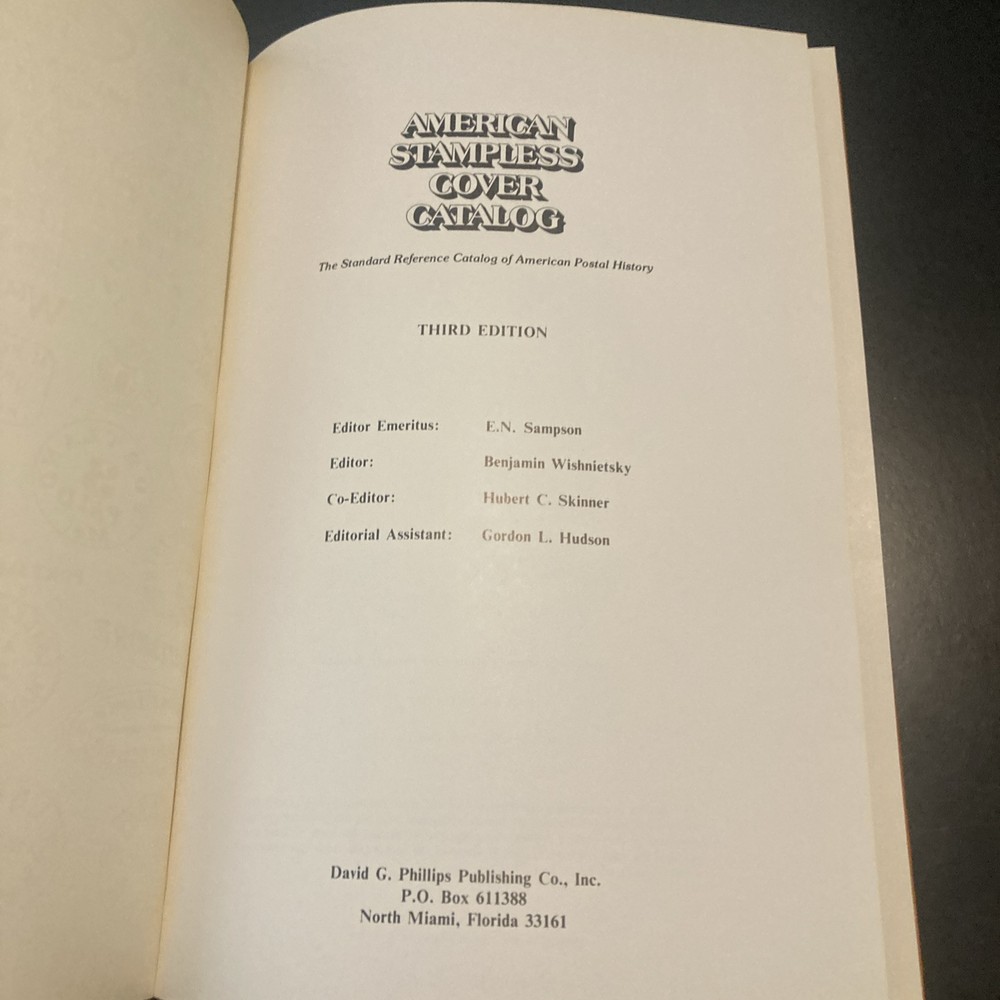 AMERICAN
STAMPLESS
COVER
CATALOG
The Standard Reference Catalog of American Postal History
THIRD EDITION
Editor Emeritus: E.N. Sampson
Editor: Benjamin Wishnietsky
Co-Editor: Hubert C. Skinner
Editorial Assistant: Gordon L. Hudson
David G. Phillips Publishing Co., Inc.
P.O. Box 611388
North Miami, Florida 33161